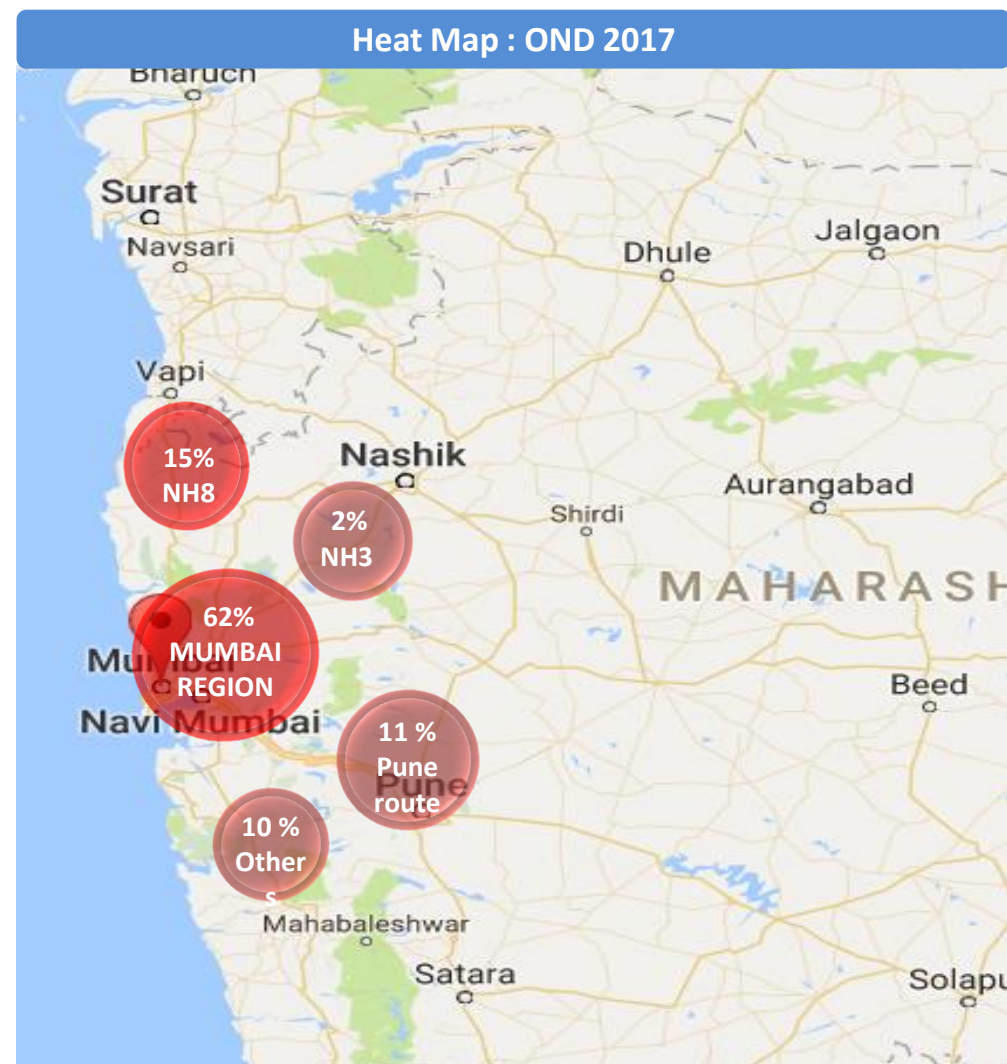 Heat Map : OND 2017
Bharuch
Surat
Navsari
Dhule
Jalgaon
Vapi
15%
NH8
Nashik
2%
NH3
Shirdi
Aurangabad
MAHARASH
62%
MUMBAI
REGION
Mumbai
Navi Mumbai
Beed
11 %
Pune
route
Pune
10 %
Other
s
Mahabaleshwar
Satara
Solapu